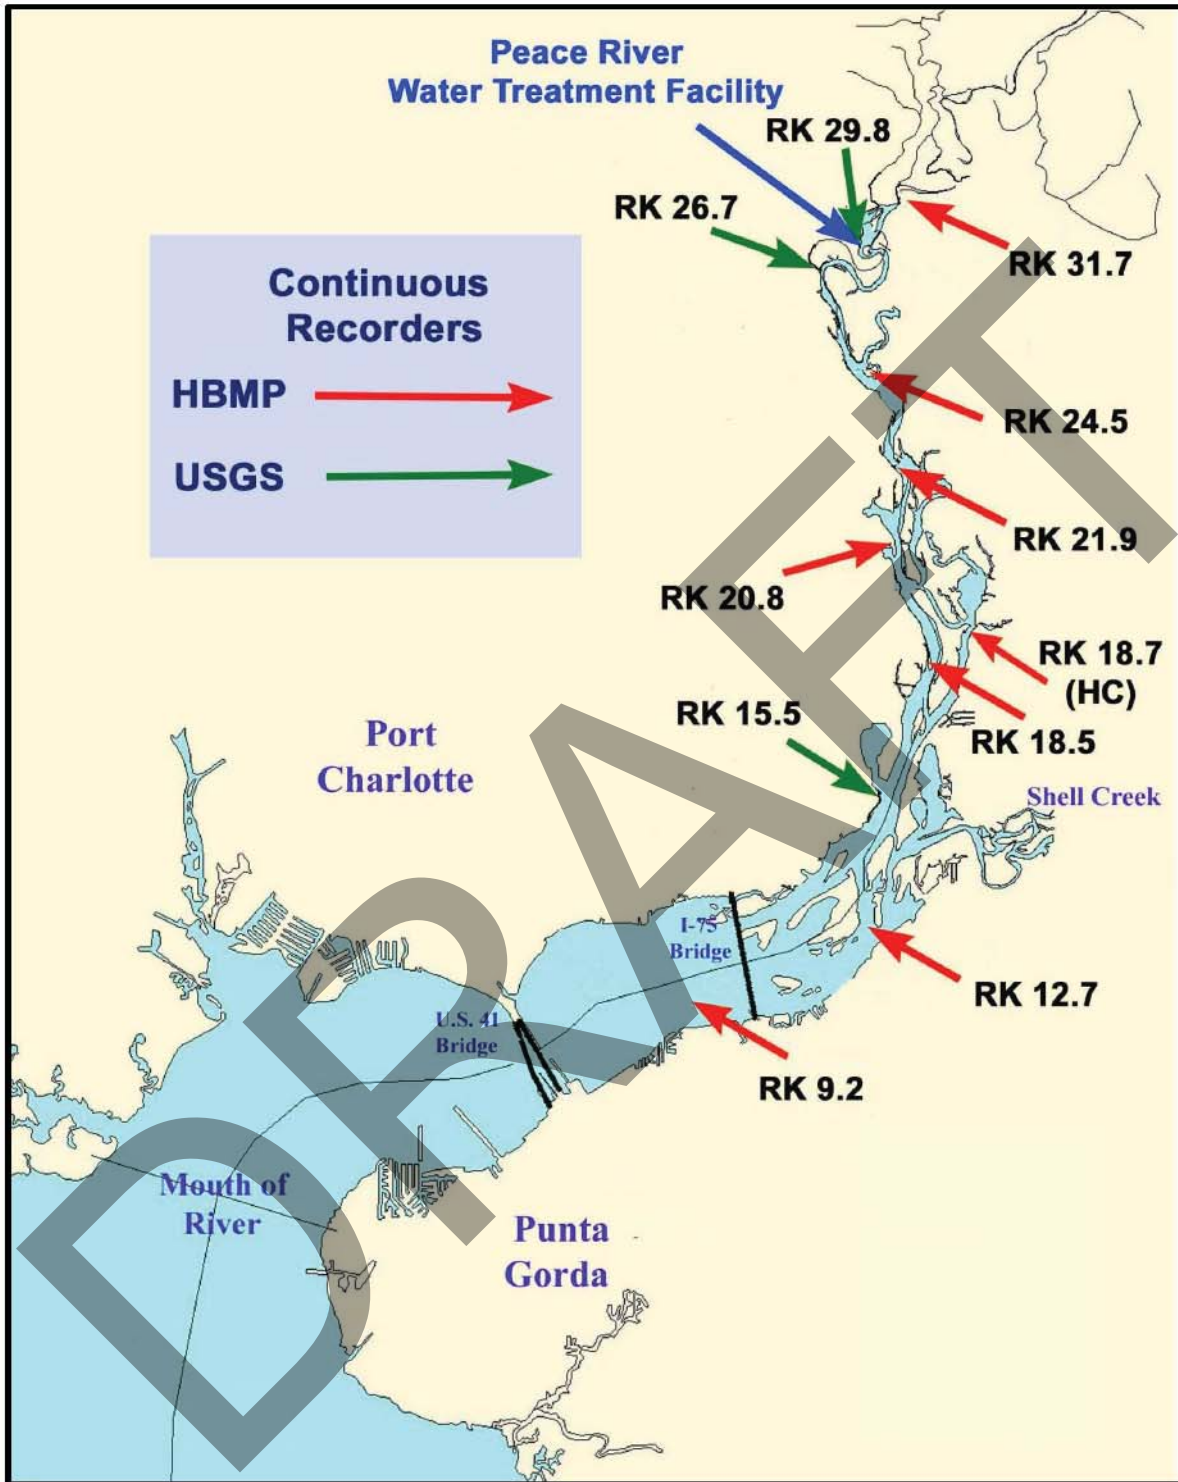 Peace River
Water Treatment Facility
RK 29.8
RK 26.7
RK 31.7
Continuous
Recorders
HBMP
USGS
RK 24.5
RK 21.9
RK 20.8
RK 18.7
(HC)
RK 18.5
RK 15.5
Port
Charlotte
Shell Creek
I-75
Bridge
RK 12.7
U.S. 41
Bridge
RK 9.2
Mouth of
River
Punta
Gorda
DRAFT